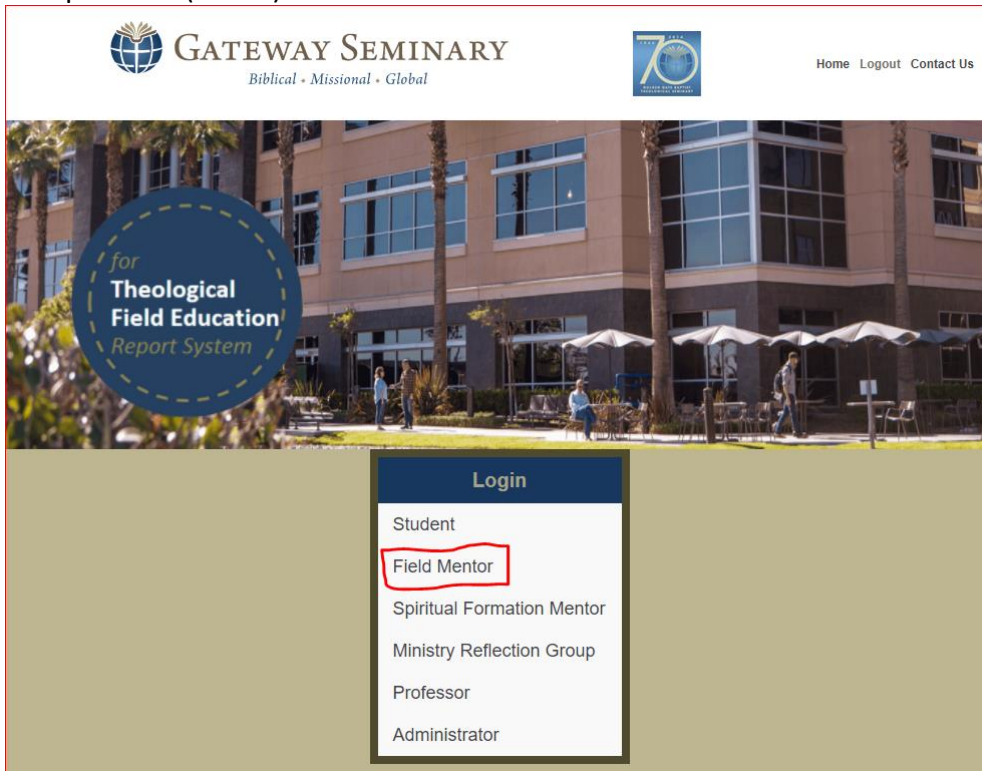 GATEWAY SEMINARY
Biblical • Missional • Global
70
Home Logout Contact Us
for
Theological
Field Education
Report System
Login
Student
Field Mentor
Spiritual Formation Mentor
Ministry Reflection Group
Professor
Administrator